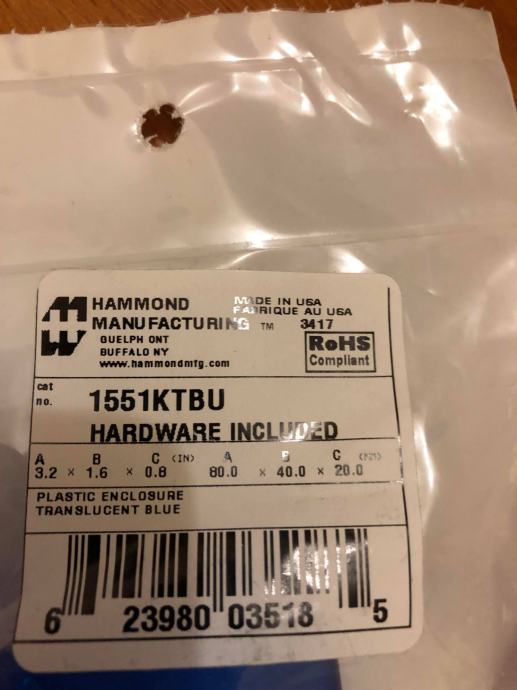 HAMMOND
MANUFACTURING ™
GUELPH ONT
BUFFALO NY
www.hammondmfg.com
MADE IN USA
FABRIQUE AU USA
3417
RoHS
Compliant
cat
no.
1551KTBU
HARDWARE INCLUDED
A B C (IN) A B C (MM)
3.2 × 1.6 × 0.8 80.0 × 40.0 × 20.0
PLASTIC ENCLOSURE
TRANSLUCENT BLUE
6 23980 03518 5